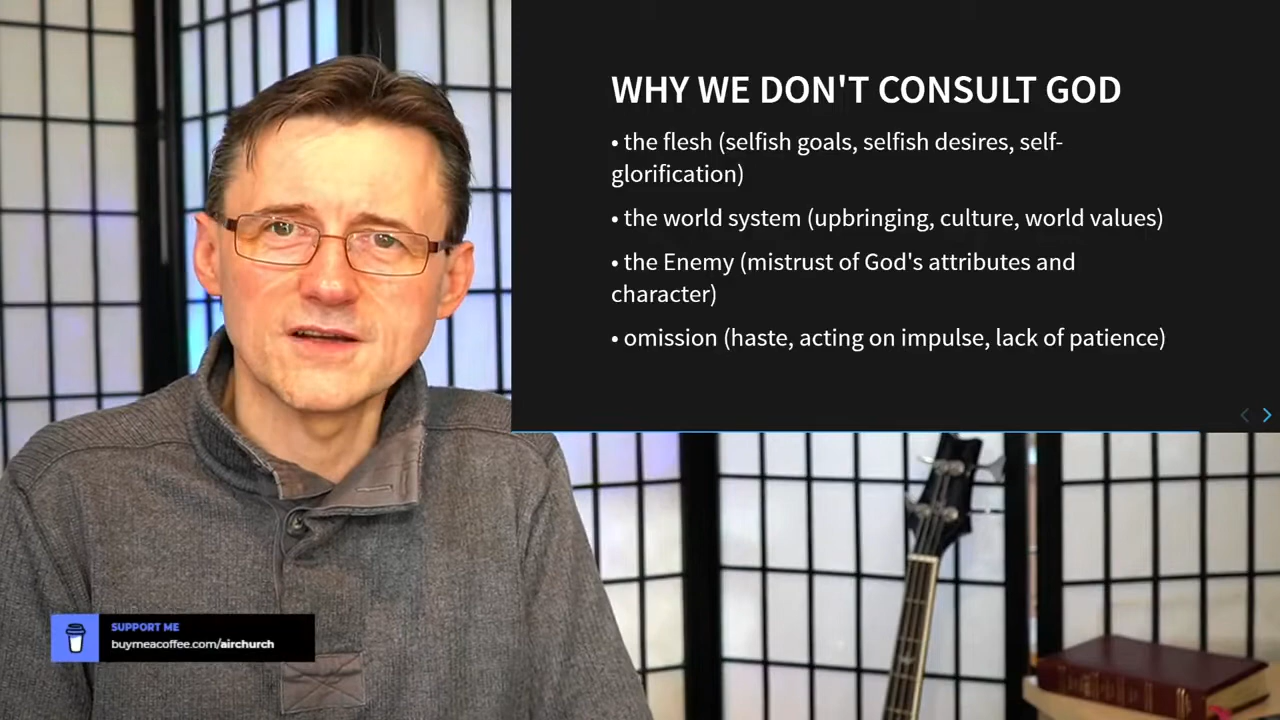 WHY WE DON'T CONSULT GOD
• the flesh (selfish goals, selfish desires, self-
glorification)
• the world system (upbringing, culture, world values)
• the Enemy (mistrust of God's attributes and
character)
• omission (haste, acting on impulse, lack of patience)
SUPPORT ME
buymeacoffee.com/airchurch